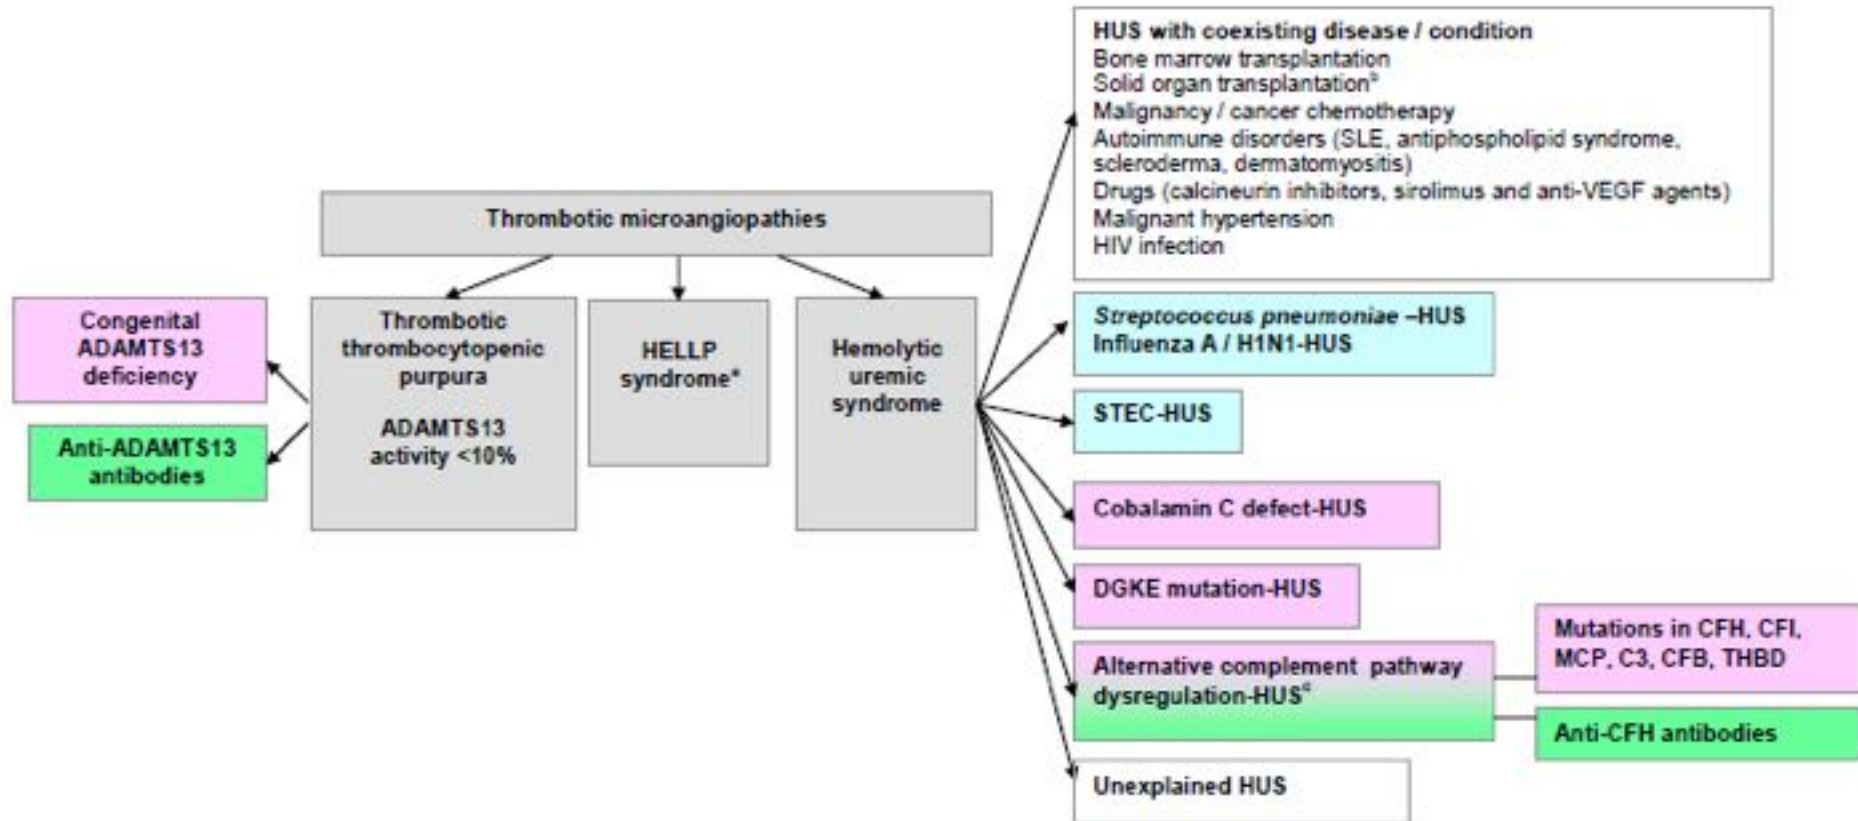 HUS with coexisting disease / condition
Bone marrow transplantation
Solid organ transplantationᵇ
Malignancy / cancer chemotherapy
Autoimmune disorders (SLE, antiphospholipid syndrome,
scleroderma, dermatomyositis)
Drugs (calcineurin inhibitors, sirolimus and anti-VEGF agents)
Malignant hypertension
HIV infection
Thrombotic microangiopathies
Congenital
ADAMTS13
deficiency
Anti-ADAMTS13
antibodies
Thrombotic
thrombocytopenic
purpura
ADAMTS13
activity <10%
HELLP
syndromeᵃ
Hemolytic
uremic
syndrome
Streptococcus pneumoniae –HUS
Influenza A / H1N1-HUS
STEC-HUS
Cobalamin C defect-HUS
DGKE mutation-HUS
Alternative complement pathway
dysregulation-HUSᶜ
Mutations in CFH, CFI,
MCP, C3, CFB, THBD
Anti-CFH antibodies
Unexplained HUS